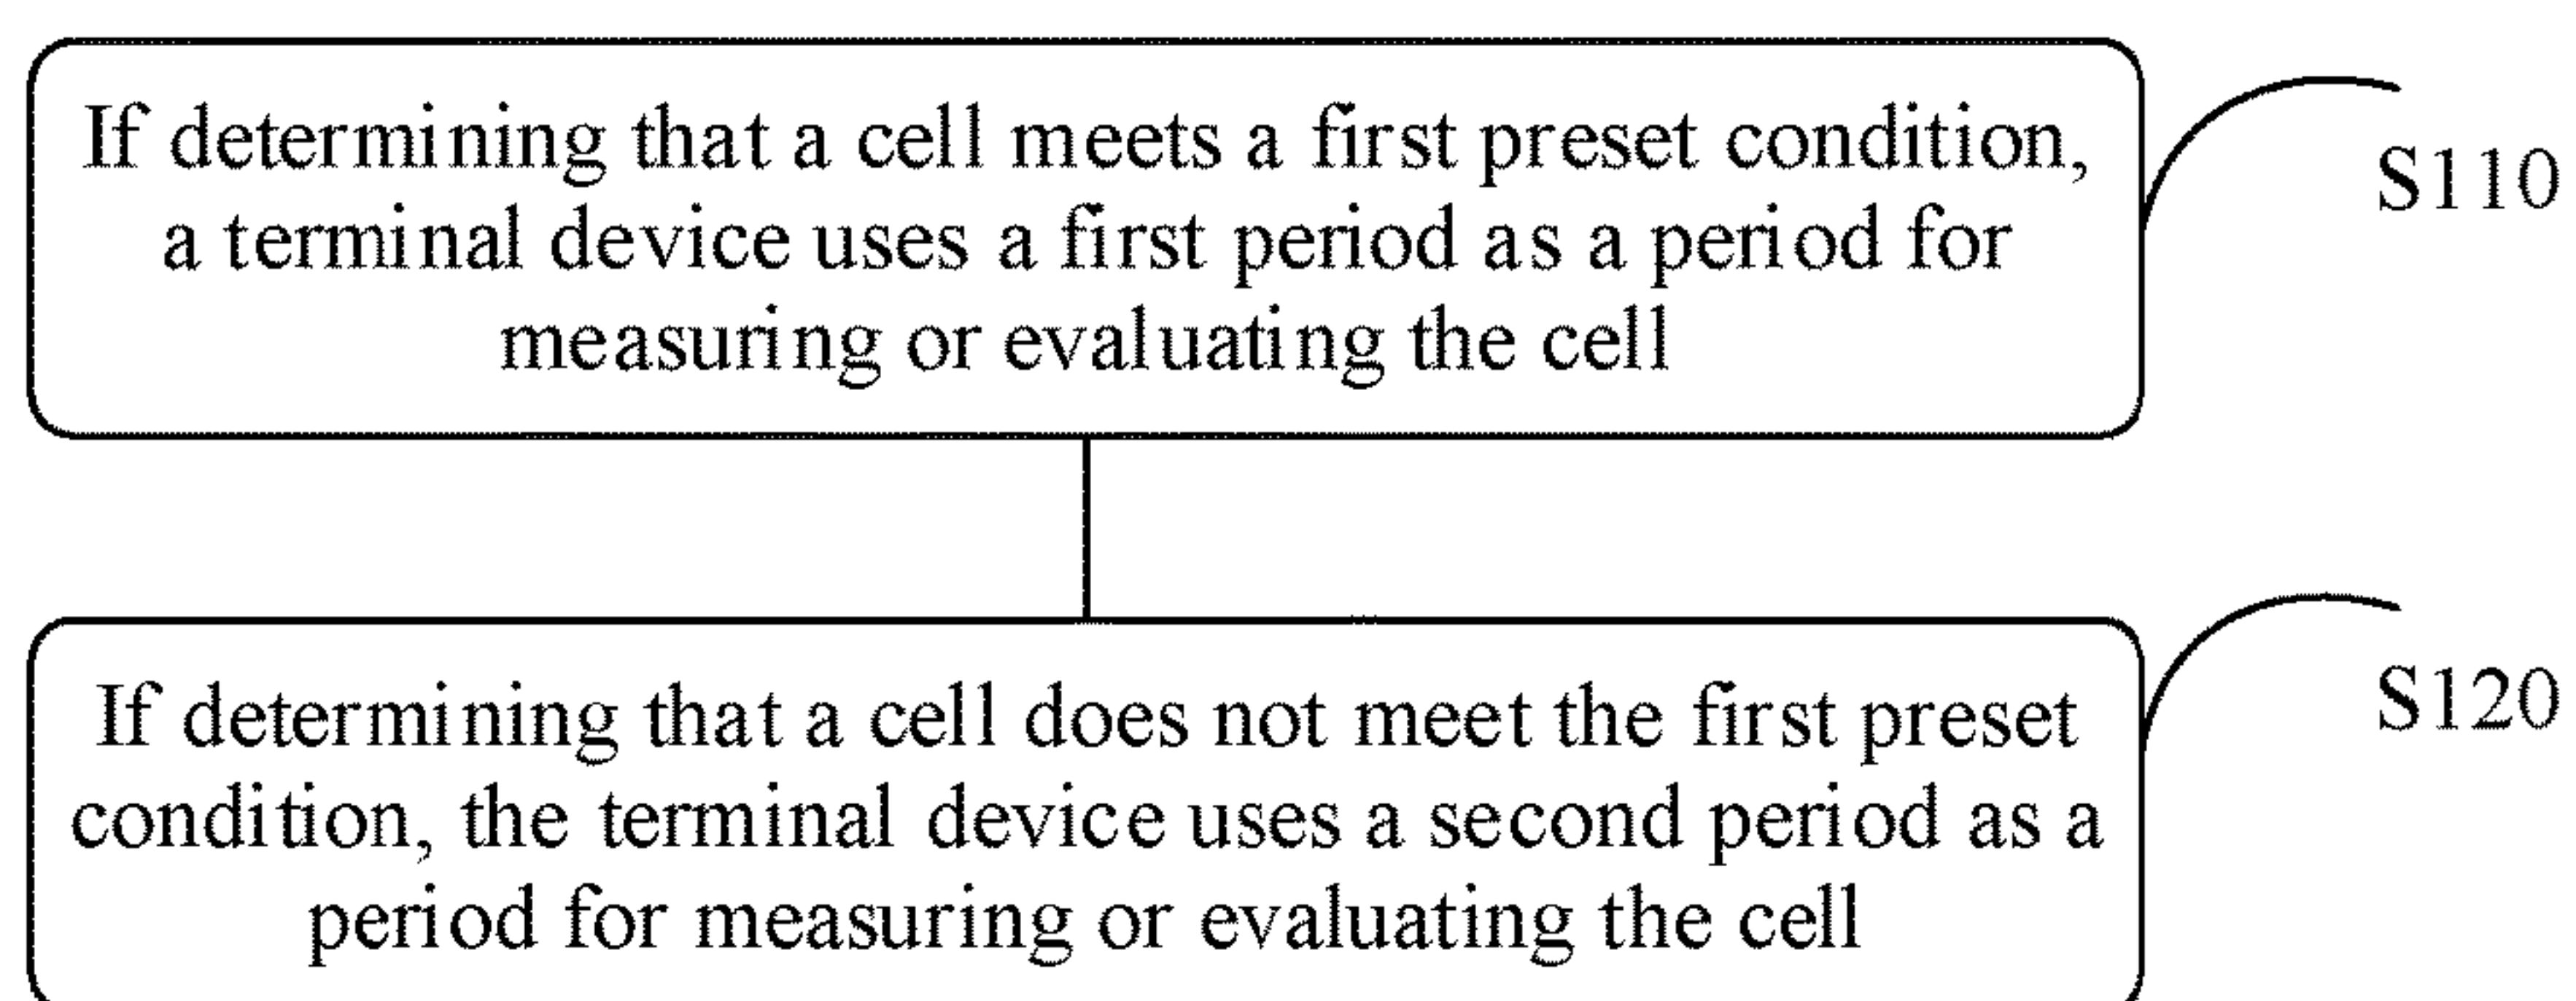 If determining that a cell meets a first preset condition,
a terminal device uses a first period as a period for
measuring or evaluating the cell
S110
If determining that a cell does not meet the first preset
condition, the terminal device uses a second period as a
period for measuring or evaluating the cell
S120